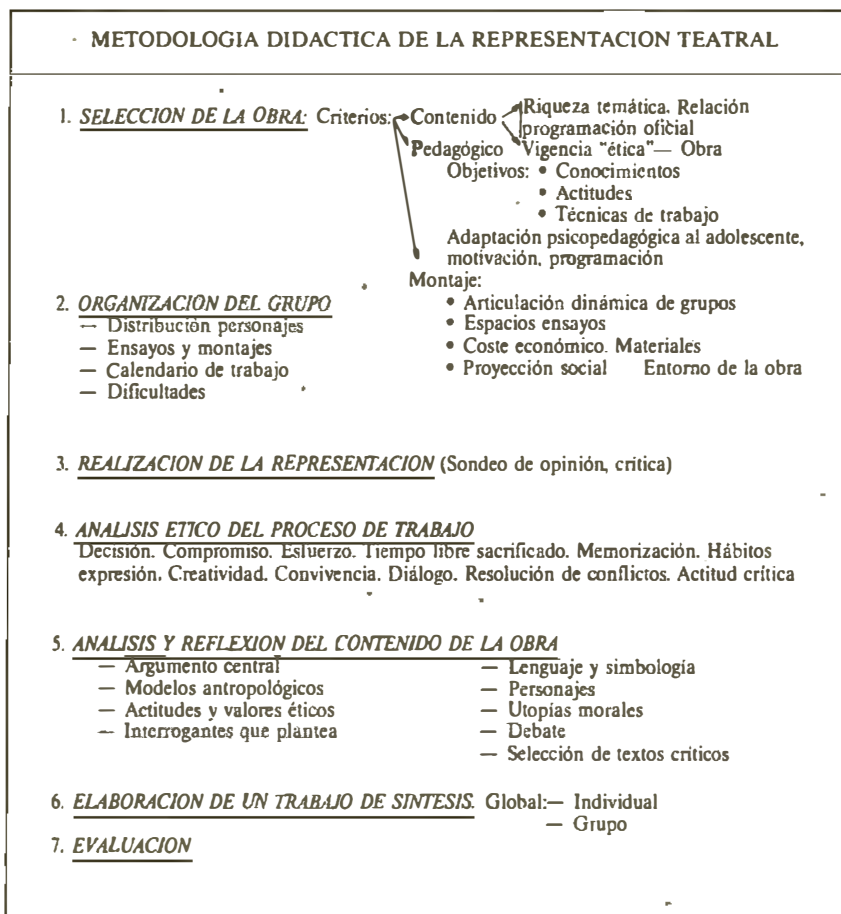 METODOLOGIA DIDACTICA DE LA REPRESENTACION TEATRAL
1. SELECCION DE LA OBRA: Criterios: Contenido Riqueza temática. Relación
programación oficial
Pedagógico Vigencia "ética"— Obra
Objetivos: • Conocimientos
• Actitudes
• Técnicas de trabajo
Adaptación psicopedagógica al adolescente,
motivación, programación
Montaje:
• Articulación dinámica de grupos
• Espacios ensayos
• Coste económico. Materiales
• Proyección social Entorno de la obra
2. ORGANIZACION DEL GRUPO
— Distribución personajes
— Ensayos y montajes
— Calendario de trabajo
— Dificultades
3. REALIZACION DE LA REPRESENTACION (Sondeo de opinión, crítica)
4. ANALISIS ETICO DEL PROCESO DE TRABAJO
Decisión. Compromiso. Esfuerzo. Tiempo libre sacrificado. Memorización. Hábitos
expresión. Creatividad. Convivencia. Diálogo. Resolución de conflictos. Actitud crítica
5. ANALISIS Y REFLEXION DEL CONTENIDO DE LA OBRA
— Argumento central
— Modelos antropológicos
— Actitudes y valores éticos
— Interrogantes que plantea
— Lenguaje y simbología
— Personajes
— Utopías morales
— Debate
— Selección de textos críticos
6. ELABORACION DE UN TRABAJO DE SINTESIS. Global:— Individual
— Grupo
7. EVALUACION